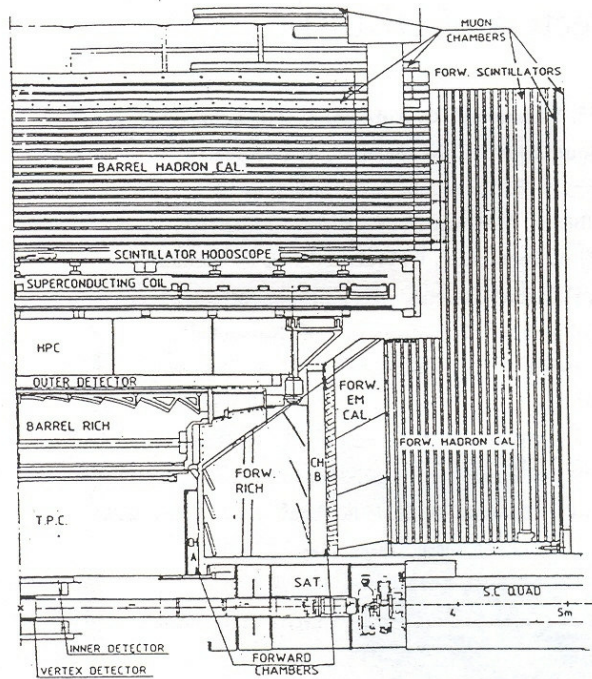 MUON
CHAMBERS
FORW. SCINTILLATORS
BARREL HADRON CAL.
SCINTILLATOR HODOSCOPE
SUPERCONDUCTING COIL
HPC
OUTER DETECTOR
FORW.
EM
CAL
BARREL RICH
FORW. HADRON CAL
FORW.
RICH
CH
B
T.P.C.
CH
A
SAT.
S.C QUAD
4
5m
INNER DETECTOR
FORWARD
CHAMBERS
VERTEX DETECTOR